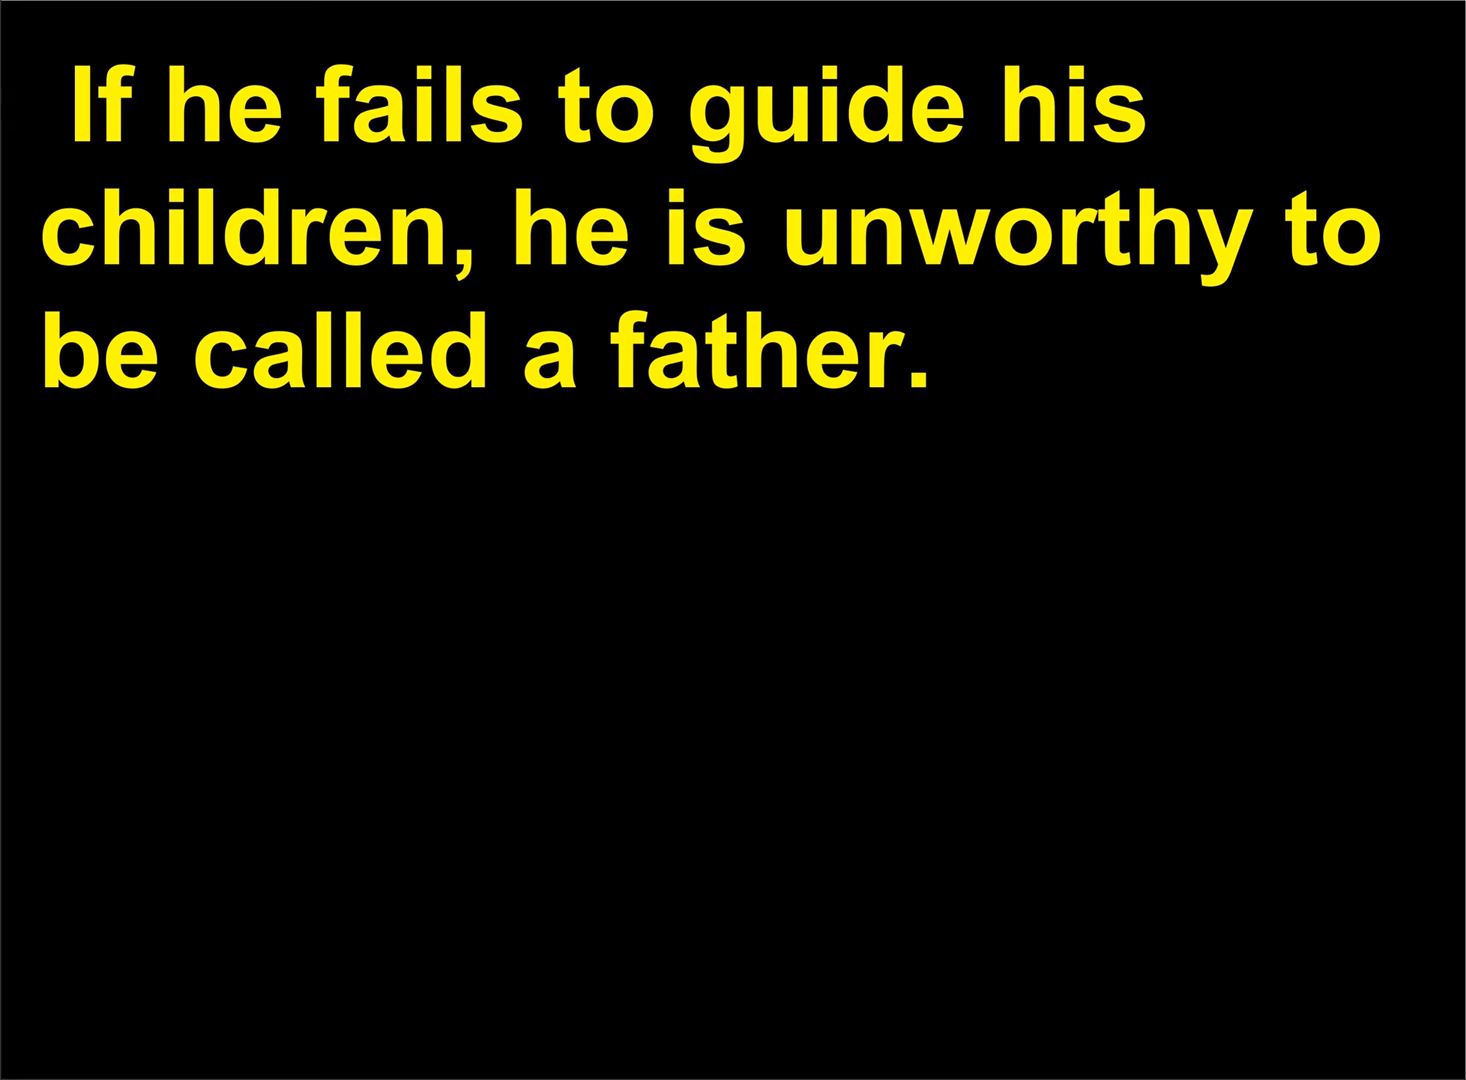 If he fails to guide his
children, he is unworthy to
be called a father.